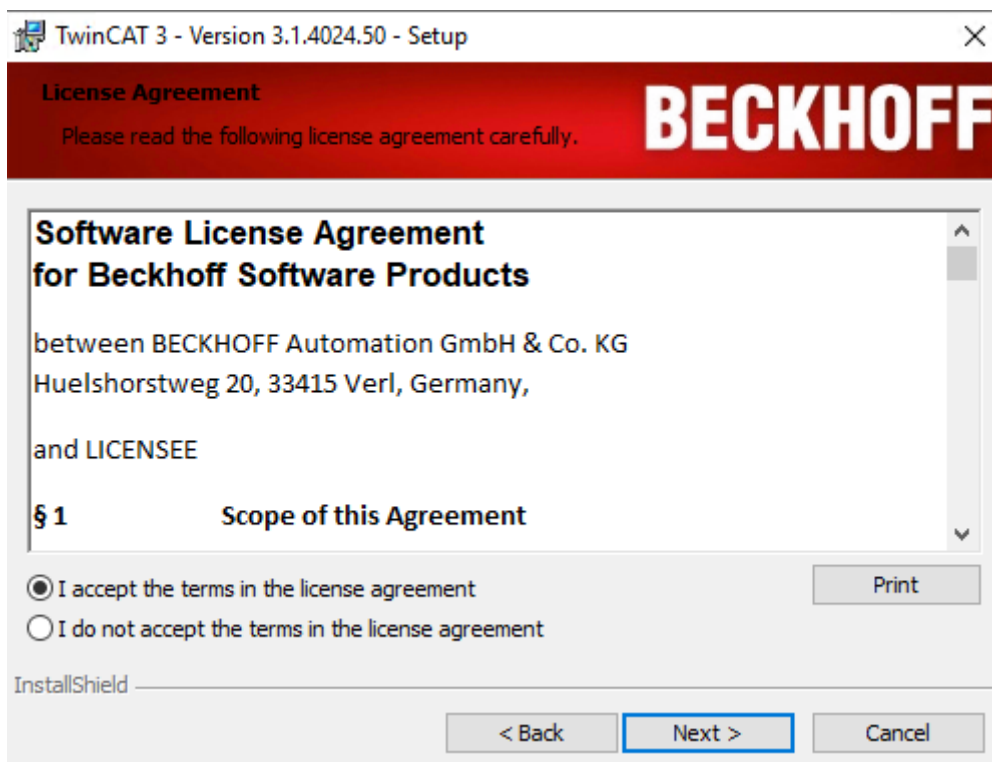 TwinCAT 3 - Version 3.1.4024.50 - Setup
License Agreement
Please read the following license agreement carefully.
BECKHOFF
Software License Agreement
for Beckhoff Software Products
between BECKHOFF Automation GmbH & Co. KG
Huelshorstweg 20, 33415 Verl, Germany,
and LICENSEE
§ 1 Scope of this Agreement
I accept the terms in the license agreement
Print
I do not accept the terms in the license agreement
InstallShield
< Back Next > Cancel